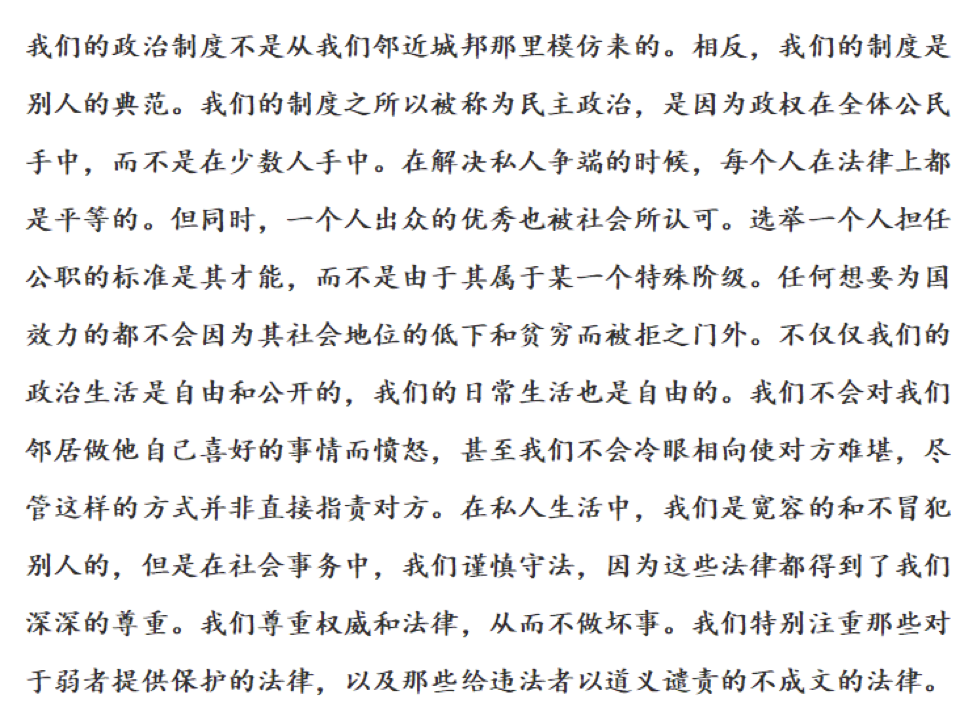 我们的政治制度不是从我们邻近城邦那里模仿来的。相反，我们的制度是
别人的典范。我们的制度之所以被称为民主政治，是因为政权在全体公民
手中，而不是在少数人手中。在解决私人争端的时候，每个人在法律上都
是平等的。但同时，一个人出众的优秀也被社会所认可。选举一个人担任
公职的标准是其才能，而不是由于其属于某一个特殊阶级。任何想要为国
效力的都不会因为其社会地位的低下和贫穷而被拒之门外。不仅仅我们的
政治生活是自由和公开的，我们的日常生活也是自由的。我们不会对我们
邻居做他自己喜好的事情而愤怒，甚至我们不会冷眼相向使对方难堪，尽
管这样的方式并非直接指责对方。在私人生活中，我们是宽容的和不冒犯
别人的，但是在社会事务中，我们谨慎守法，因为这些法律都得到了我们
深深的尊重。我们尊重权威和法律，从而不做坏事。我们特别注重那些对
于弱者提供保护的法律，以及那些给违法者以道义谴责的不成文的法律。